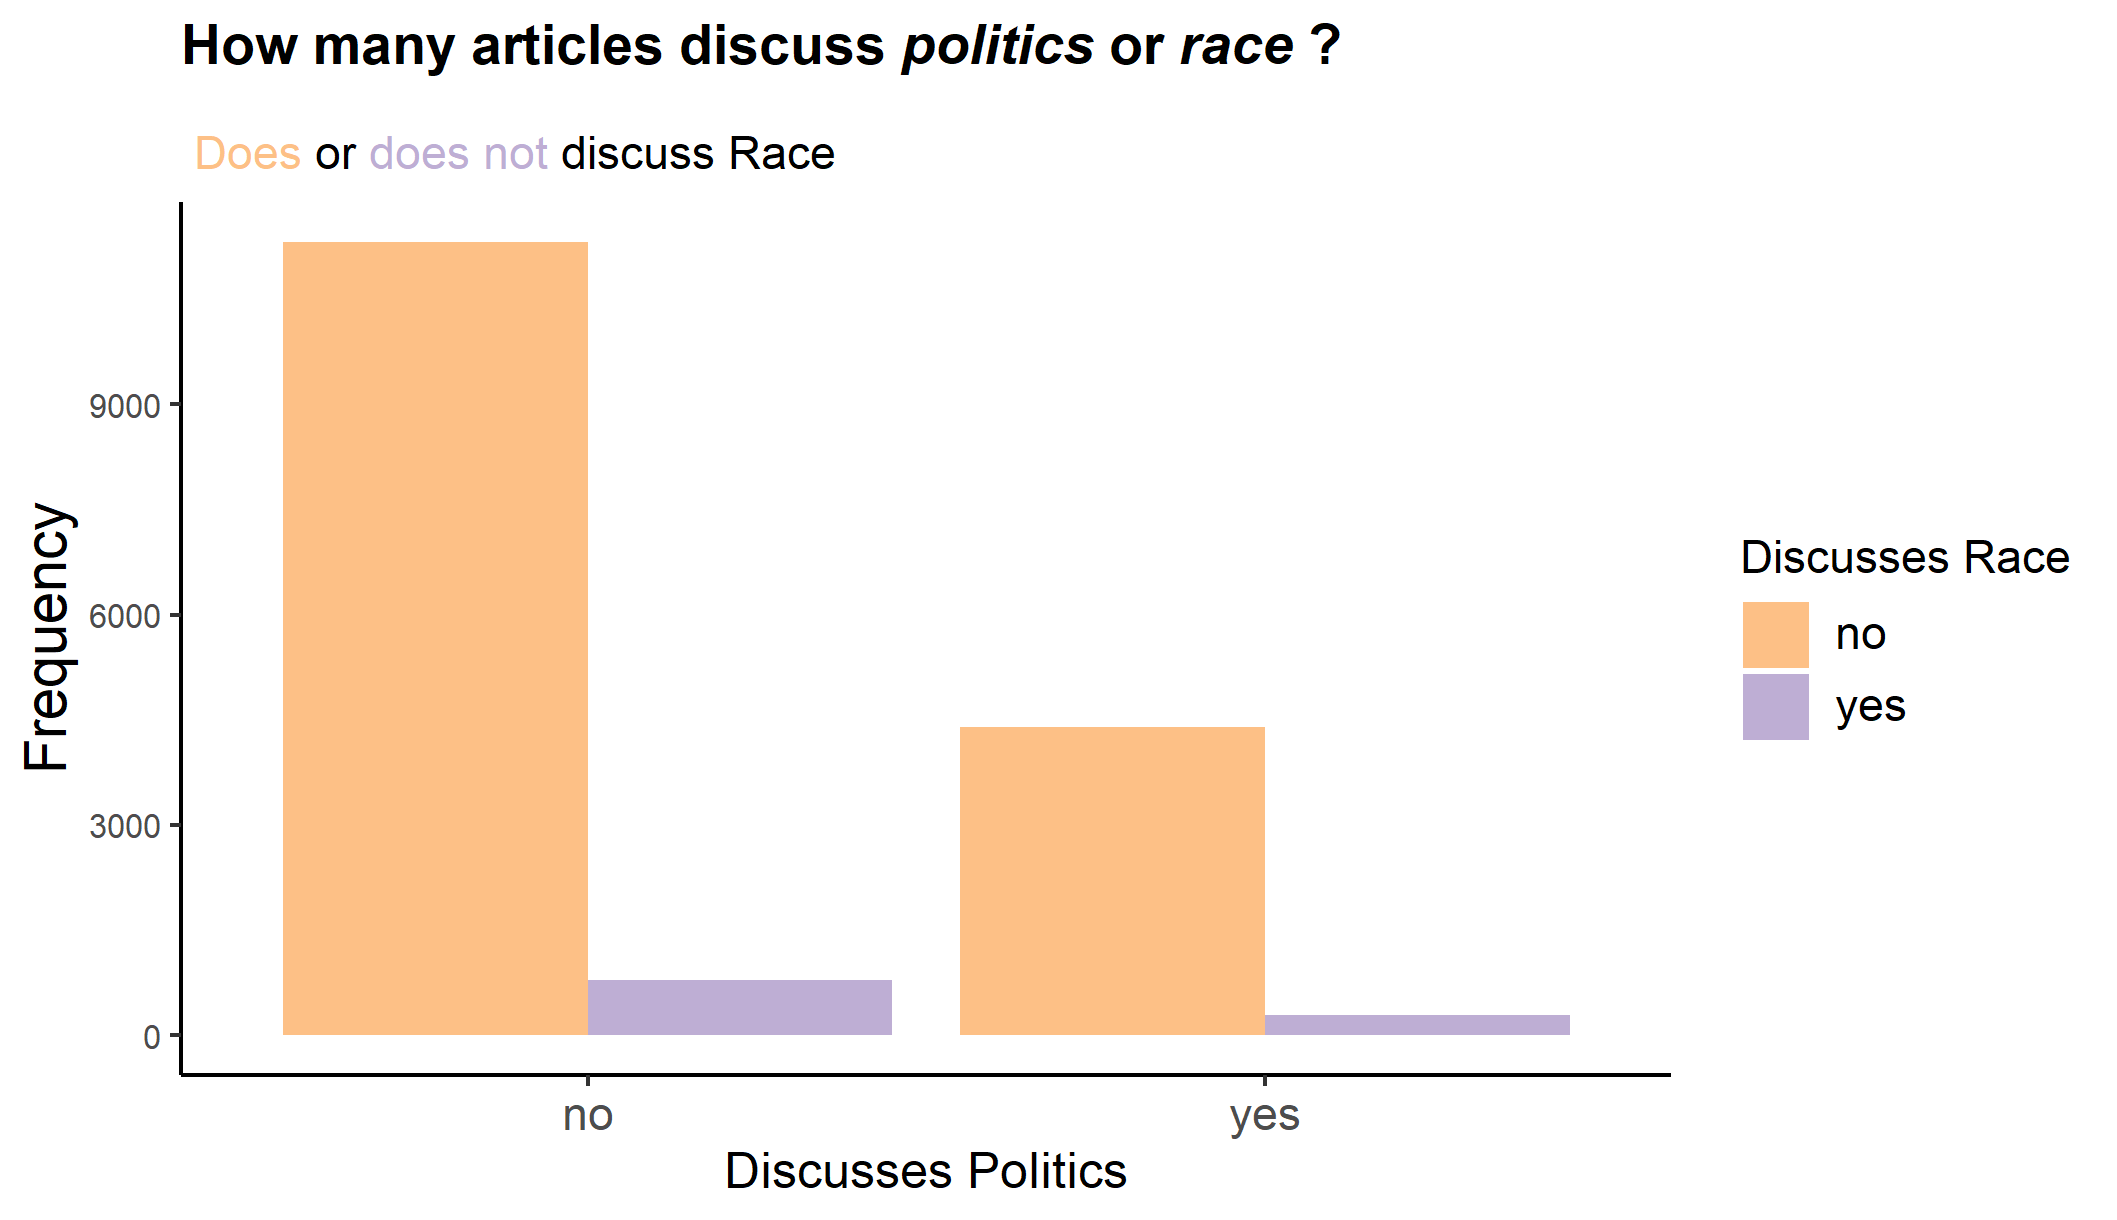 How many articles discuss politics or race ?
Does or does not discuss Race
Frequency
9000
6000
3000
0
no
yes
Discusses Politics
Discusses Race
no
yes